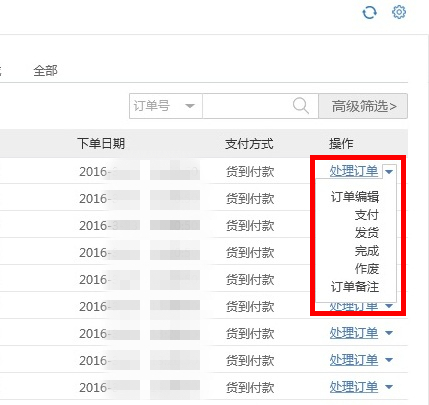 全部
订单号
高级筛选>
下单日期 支付方式 操作
2016- 货到付款 处理订单
2016- 货到付款 订单编辑
支付
2016- 货到付款 发货
2016- 货到付款 完成
2016- 货到付款 作废
订单备注
2016- 货到付款 处理订单
2016- 货到付款 处理订单
2016- 货到付款 处理订单
2016- 货到付款 处理订单